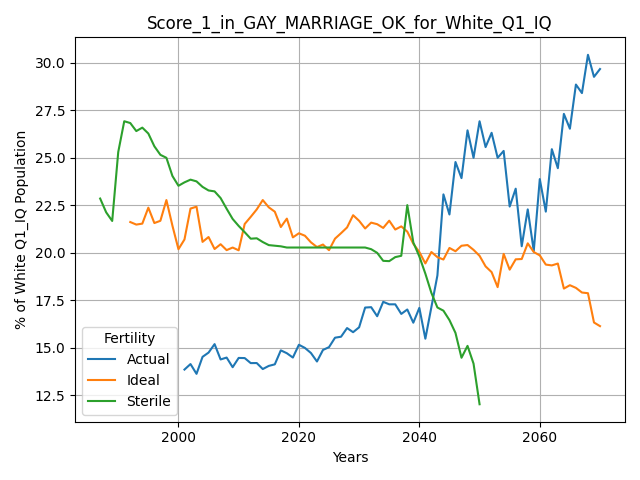 Score_1_in_GAY_MARRIAGE_OK_for_White_Q1_IQ
% of White Q1_IQ Population
30.0
27.5
25.0
22.5
20.0
17.5
15.0
12.5
Fertility
Actual
Ideal
Sterile
2000
2020
2040
2060
Years